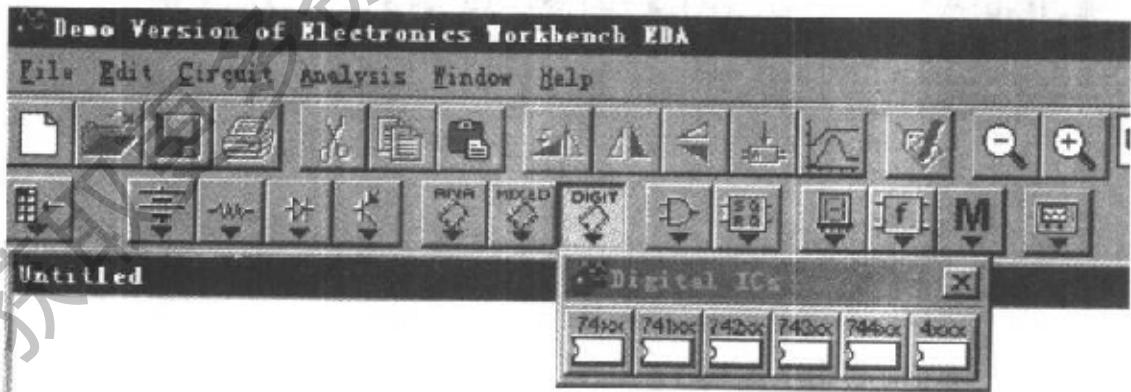 Demo Version of Electronics Workbench EDA
File Edit Circuit Analysis Window Help
ANA MIXED DIGIT
M
Untitled
Digital ICs
74xx 741xx 742xx 743xx 744xx 4xxx